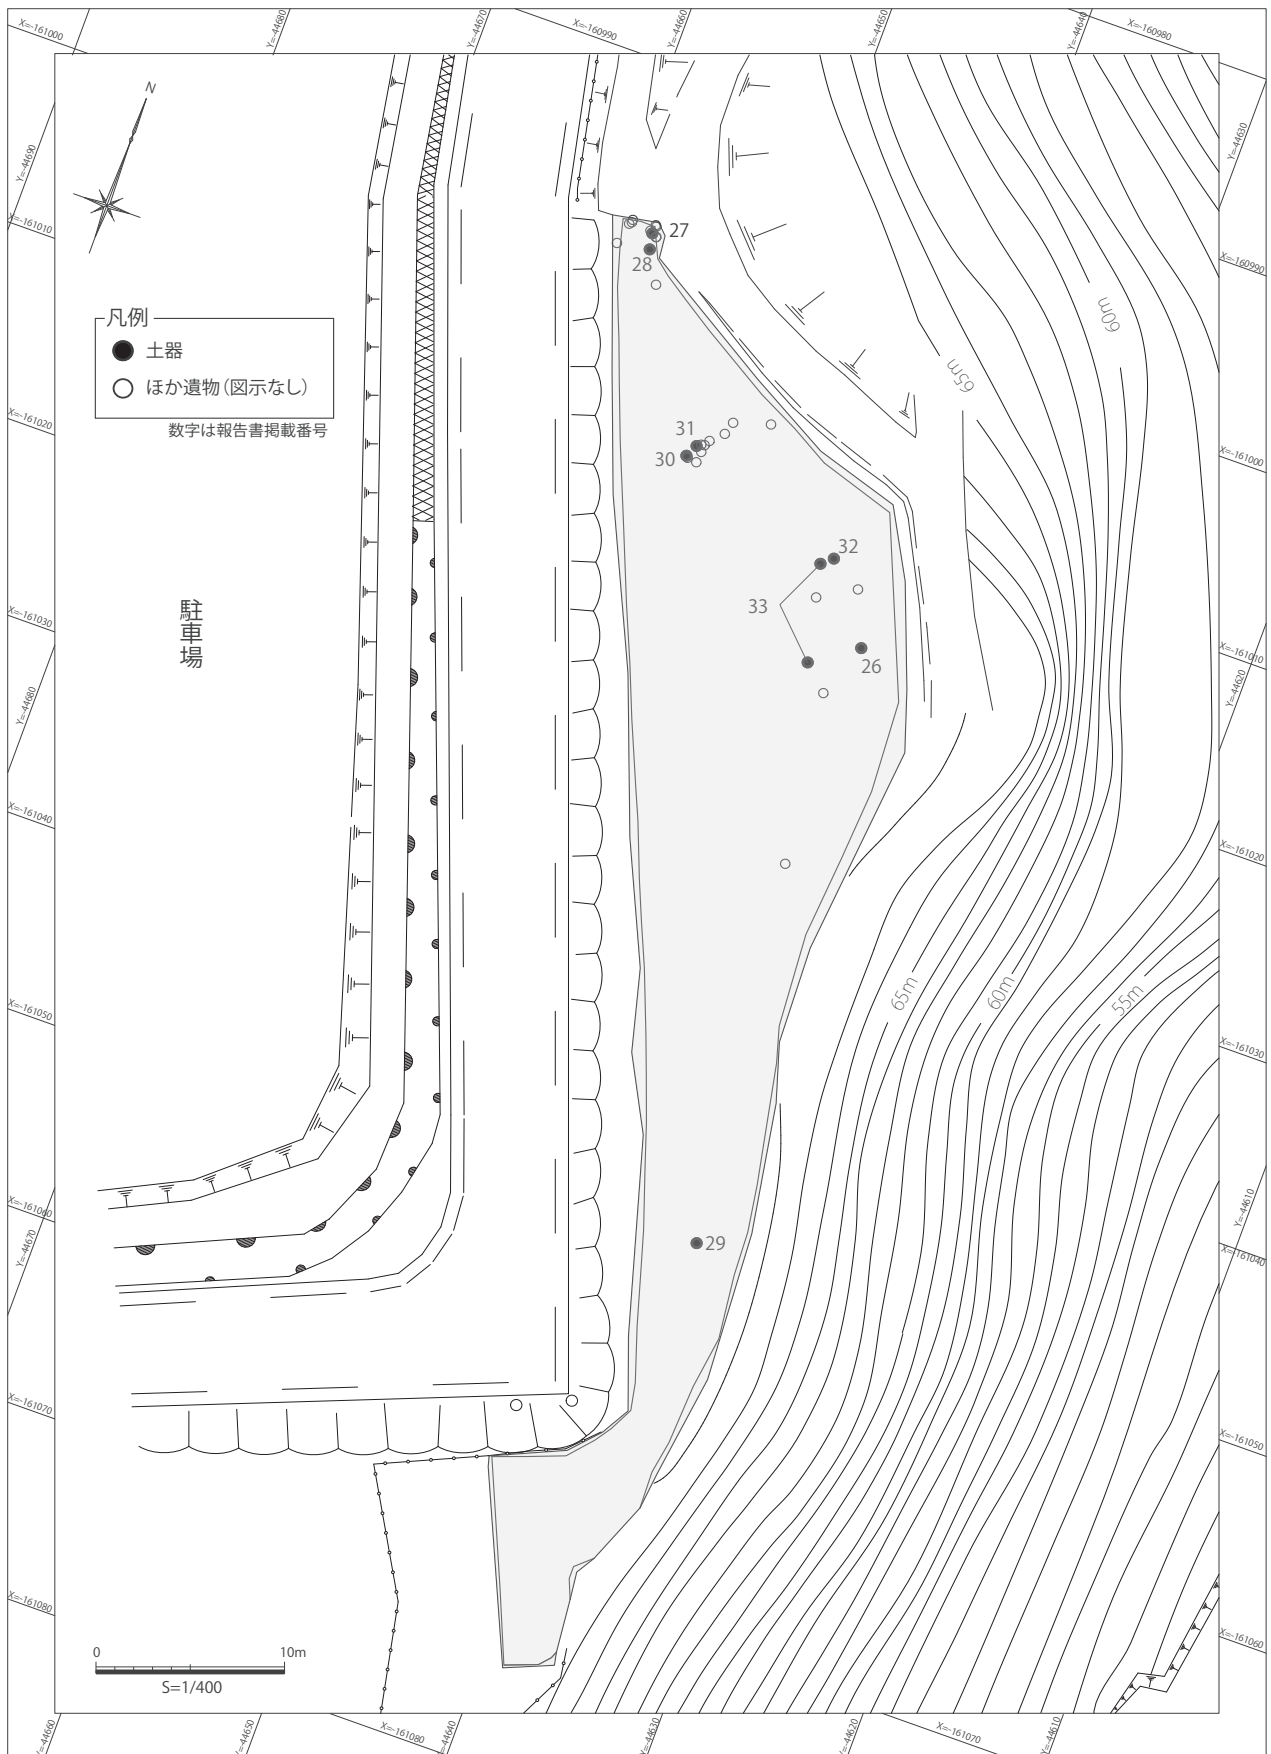 X=-161000
Y=-44680
Y=-44670
X=-160990
Y=-44660
Y=-44650
Y=-44640
X=-160980
Y=-44690
Y=-44630
N
X=-161010
X=-160990
凡例
土器
ほか遺物(図示なし)
数字は報告書掲載番号
27
28
60m
65m
X=-161020
31
30
X=-161000
32
33
26
駐車場
X=-161030
X=-161010
Y=-44680
Y=-44620
X=-161040
X=-161020
65m
60m
55m
X=-161050
X=-161030
X=-161060
Y=-44670
Y=-44610
29
X=-161040
X=-161070
X=-161050
X=-161080
X=-161060
0 10m
S=1/400
Y=-44660
Y=-44650
X=-161080
Y=-44640
Y=-44630
Y=-44620
X=-161070
Y=-44610